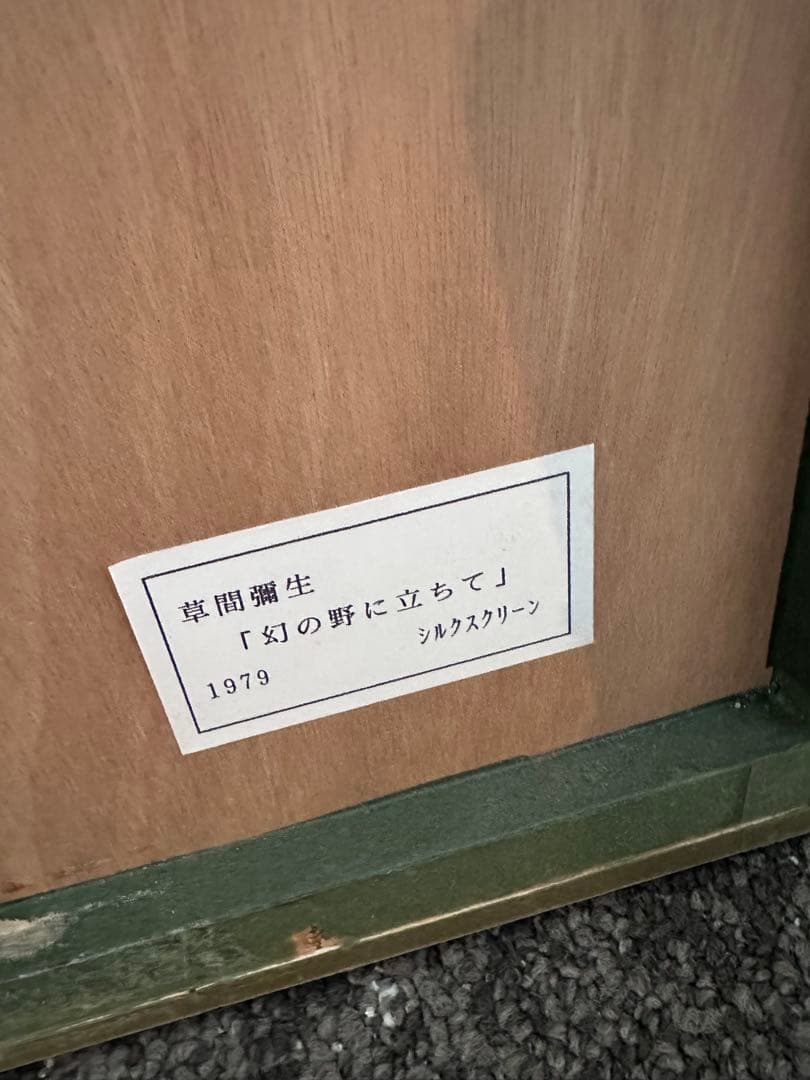 草間彌生
「幻の野に立ちて」
シルクスクリーン
1979